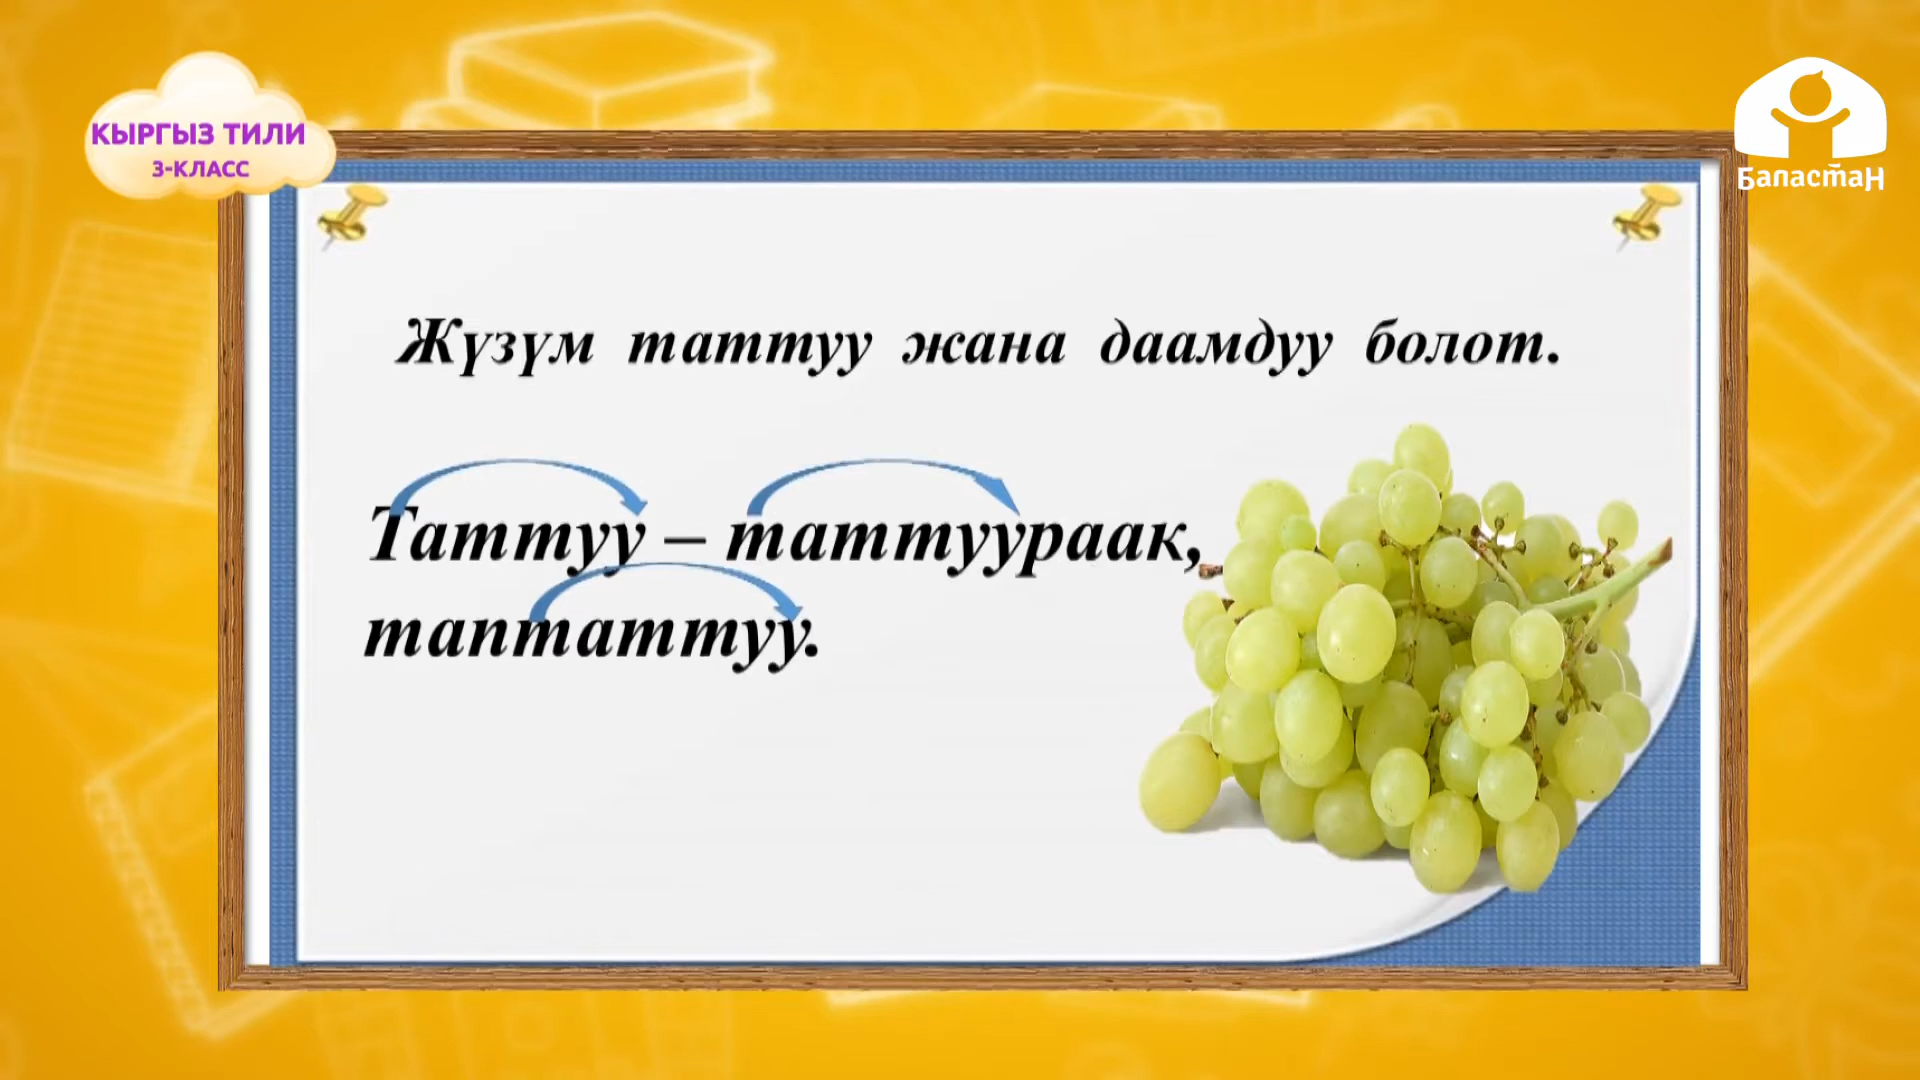 КЫРГЫЗ ТИЛИ
3-КЛАСС
Баластан
Жүзүм таттуу жана даамдуу болот.
Таттуу – таттуураак,
таптаттуу.